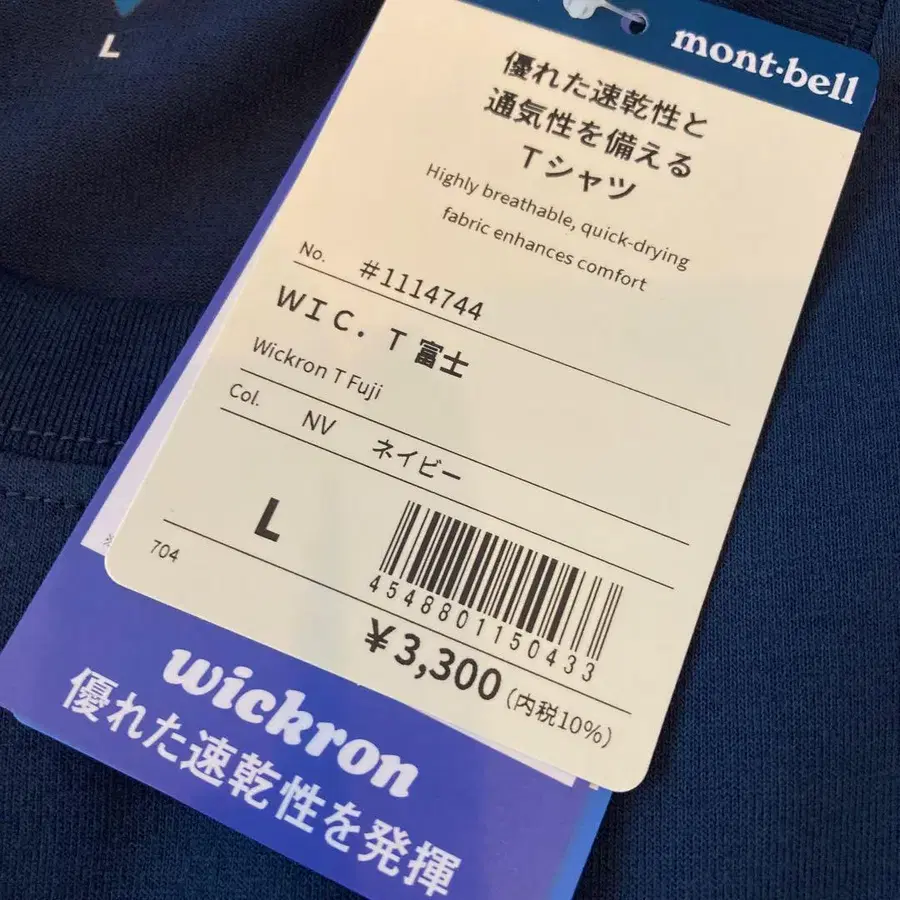 L
mont·bell
優れた速乾性と
通気性を備える
Tシャツ
Highly breathable, quick-drying
fabric enhances comfort
No. #1114744
WIC. T 富士
Wickron T Fuji
Col. NV ネイビー
L
4548801150433
704
¥3,300 (内税10%)
wickron
優れた速乾性を発揮